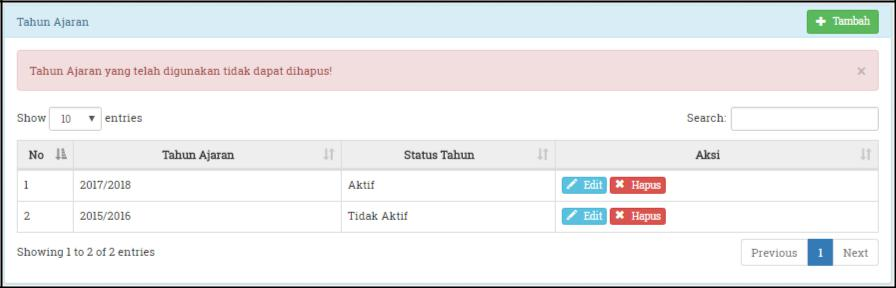 Tahun Ajaran
Tambah
Tahun Ajaran yang telah digunakan tidak dapat dihapus! ×
Show 10 entries Search:
No Tahun Ajaran Status Tahun Aksi
1 2017/2018 Aktif Edit Hapus
2 2015/2016 Tidak Aktif Edit Hapus
Showing 1 to 2 of 2 entries Previous 1 Next